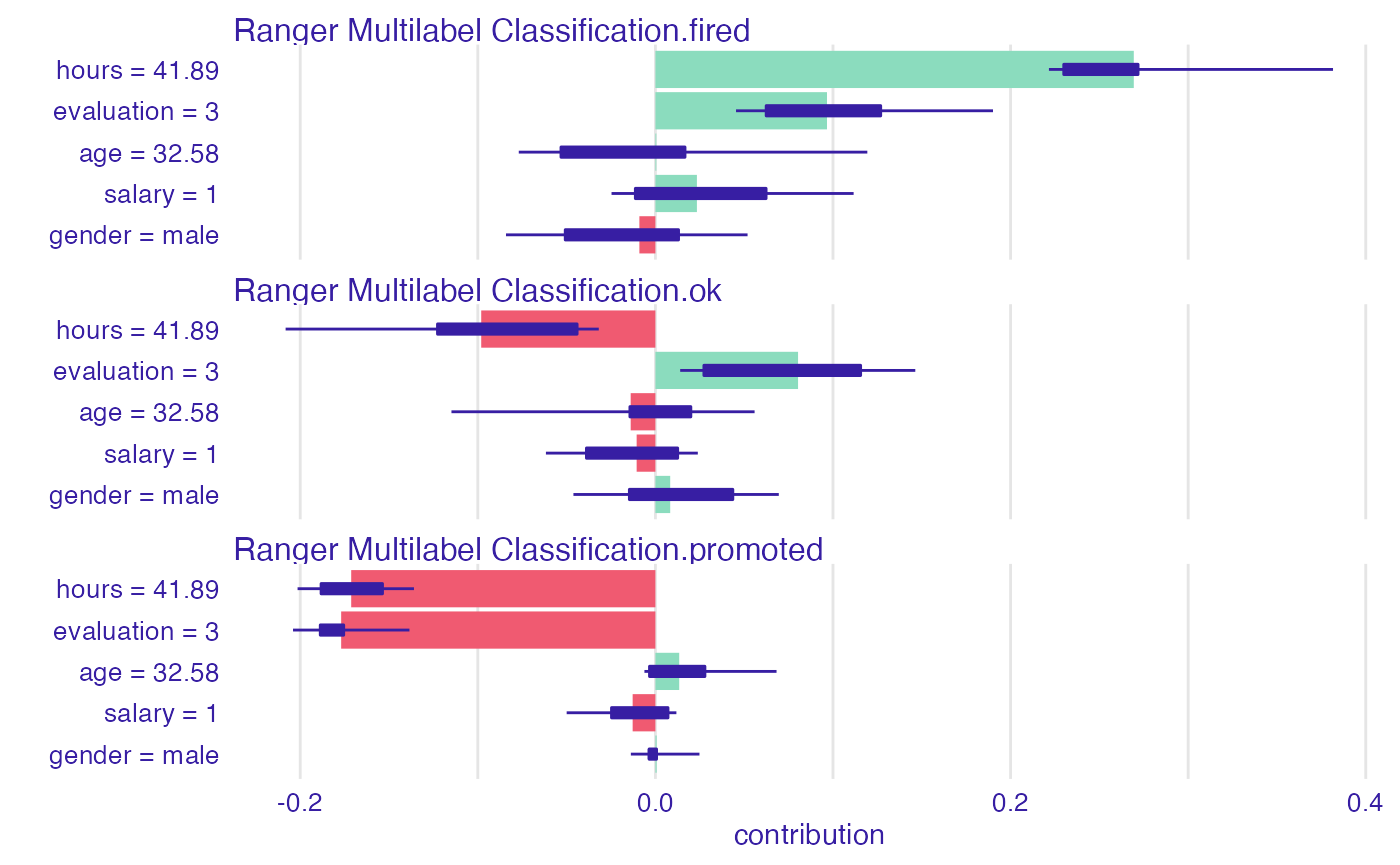 Ranger Multilabel Classification.fired
hours = 41.89
evaluation = 3
age = 32.58
salary = 1
gender = male
Ranger Multilabel Classification.ok
hours = 41.89
evaluation = 3
age = 32.58
salary = 1
gender = male
Ranger Multilabel Classification.promoted
hours = 41.89
evaluation = 3
age = 32.58
salary = 1
gender = male
-0.2 0.0 0.2 0.4
contribution